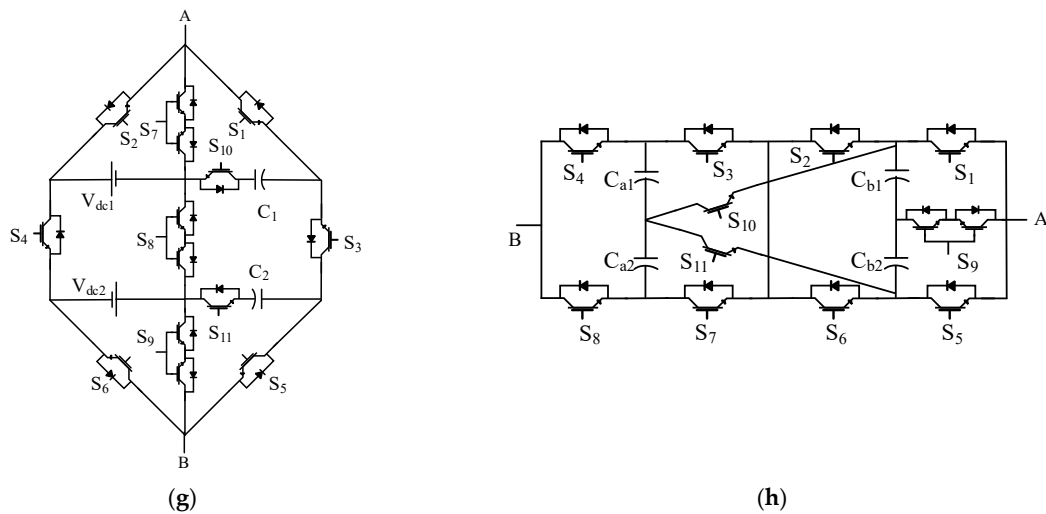 A
S2
S7
S1
S10
Vdc1
C1
S4
S8
S3
Vdc2
C2
S9
S11
S6
S5
B
(g)
S4
S3
S2
S1
Ca1
Cb1
S10
A
B
S9
Ca2
S11
Cb2
S8
S7
S6
S5
(h)